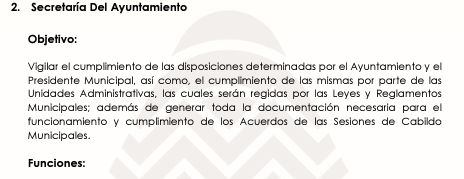 2. Secretaría Del Ayuntamiento
Objetivo:
Vigilar el cumplimiento de las disposiciones determinadas por el Ayuntamiento y el
Presidente Municipal, así como, el cumplimiento de las mismas por parte de las
Unidades Administrativas, las cuales serán regidas por las Leyes y Reglamentos
Municipales; además de generar toda la documentación necesaria para el
funcionamiento y cumplimiento de los Acuerdos de las Sesiones de Cabildo
Municipales.
Funciones: